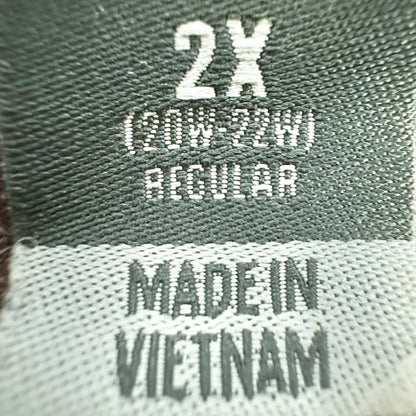 2X
(20W-22W)
REGULAR
MADE IN
VIETNAM